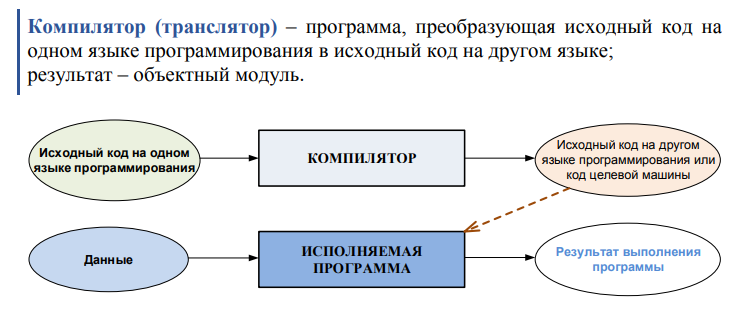 Компилятор (транслятор) – программа, преобразующая исходный код на
одном языке программирования в исходный код на другом языке;
результат – объектный модуль.
Исходный код на одном
языке программирования
КОМПИЛЯТОР
Исходный код на другом
языке программирования или
код целевой машины
Данные
ИСПОЛНЯЕМАЯ
ПРОГРАММА
Результат выполнения
программы